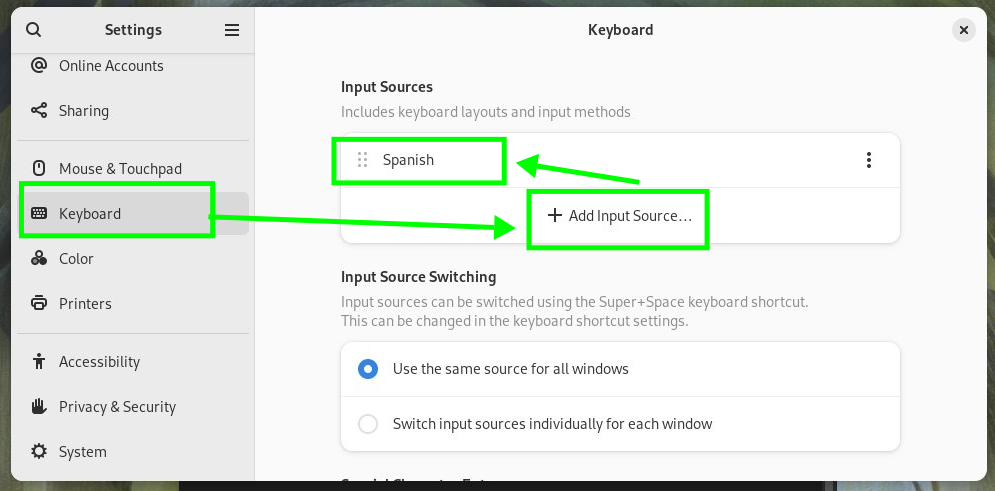 Settings
Online Accounts
Sharing
Mouse & Touchpad
Keyboard
Color
Printers
Accessibility
Privacy & Security
System
Keyboard
Input Sources
Includes keyboard layouts and input methods
Spanish
Add Input Source…
Input Source Switching
Input sources can be switched using the Super+Space keyboard shortcut.
This can be changed in the keyboard shortcut settings.
Use the same source for all windows
Switch input sources individually for each window